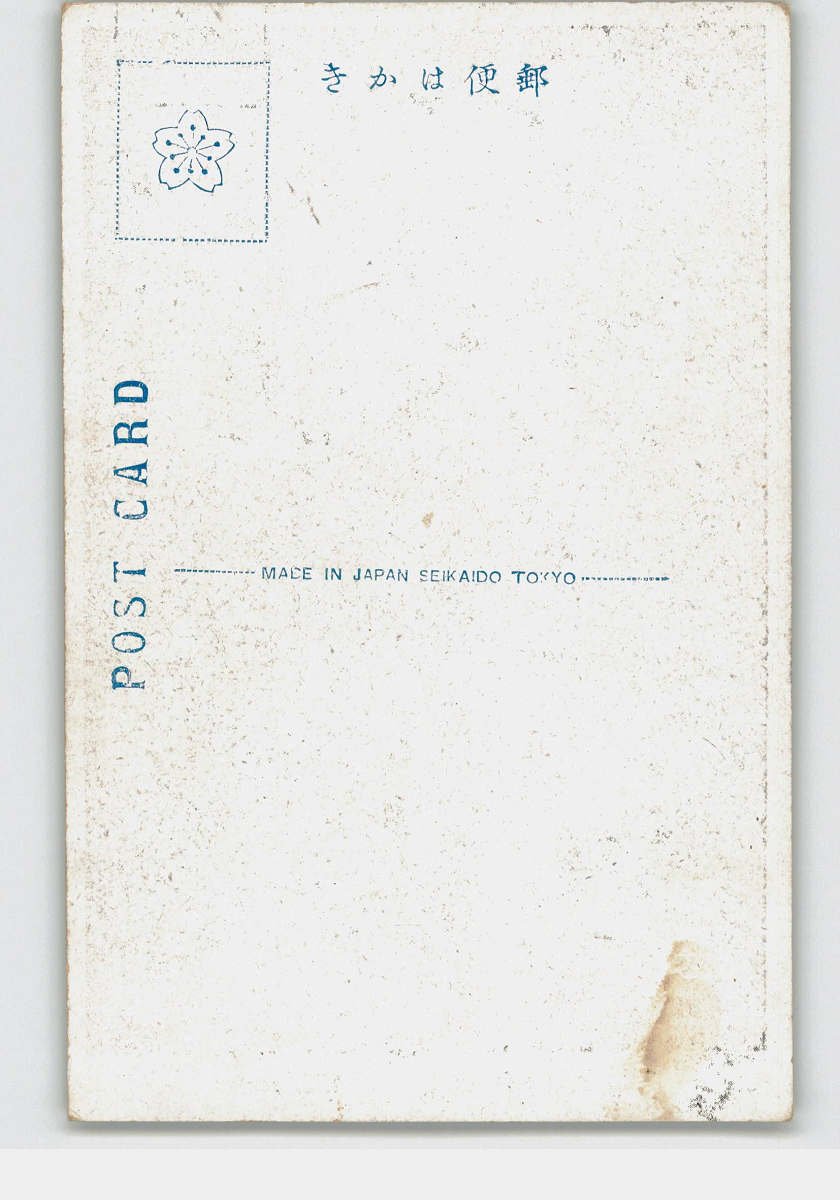 きかは便郵
POST CARD
MADE IN JAPAN SEIKAIDO TOKYO